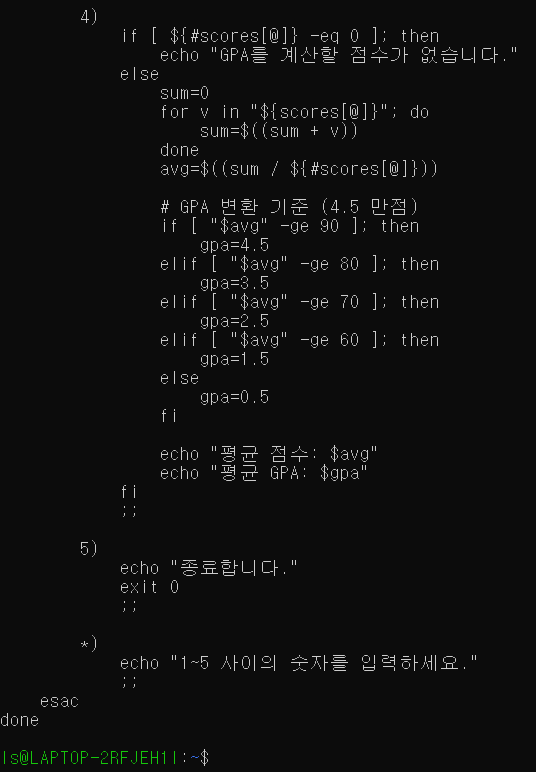 4)
            if [ ${#scores[@]} -eq 0 ]; then
                echo "GPA를 계산할 점수가 없습니다."
            else
                sum=0
                for v in "${scores[@]}"; do
                    sum=$((sum + v))
                done
                avg=$((sum / ${#scores[@]}))

                # GPA 변환 기준 (4.5 만점)
                if [ "$avg" -ge 90 ]; then
                    gpa=4.5
                elif [ "$avg" -ge 80 ]; then
                    gpa=3.5
                elif [ "$avg" -ge 70 ]; then
                    gpa=2.5
                elif [ "$avg" -ge 60 ]; then
                    gpa=1.5
                else
                    gpa=0.5
                fi

                echo "평균 점수: $avg"
                echo "평균 GPA: $gpa"
            fi
            ;;

        5)
            echo "종료합니다."
            exit 0
            ;;

        *)
            echo "1~5 사이의 숫자를 입력하세요."
            ;;
    esac
done

ls@LAPTOP-2RFJEH1I:~$